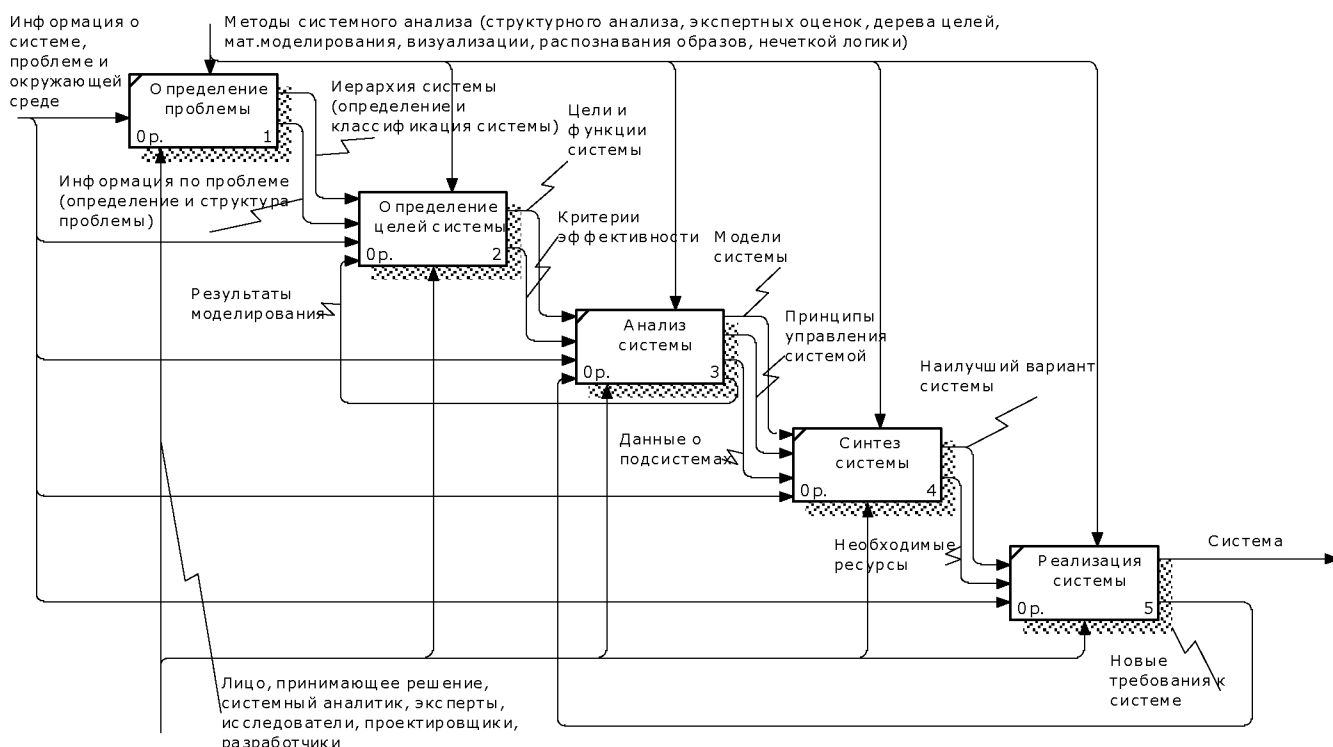 Информация о
системе,
проблеме и
окружающей
среде
Методы системного анализа (структурного анализа, экспертных оценок, дерева целей,
мат.моделирования, визуализации, распознавания образов, нечеткой логики)
Определение
проблемы
0р. 1
Иерархия системы
(определение и
классификация системы)
Цели и
функции
системы
Информация по проблеме
(определение и структура
проблемы)
Определение
целей системы
0р. 2
Критерии
эффективности
Модели
системы
Результаты
моделирования
Анализ
системы
0р. 3
Принципы
управления
системой
Наилучший вариант
системы
Данные о
подсистемах
Синтез
системы
0р. 4
Необходимые
ресурсы
Реализация
системы
0р. 5
Система
Новые
требования к
системе
Лицо, принимающее решение,
системный аналитик, эксперты,
исследователи, проектировщики,
разработчики